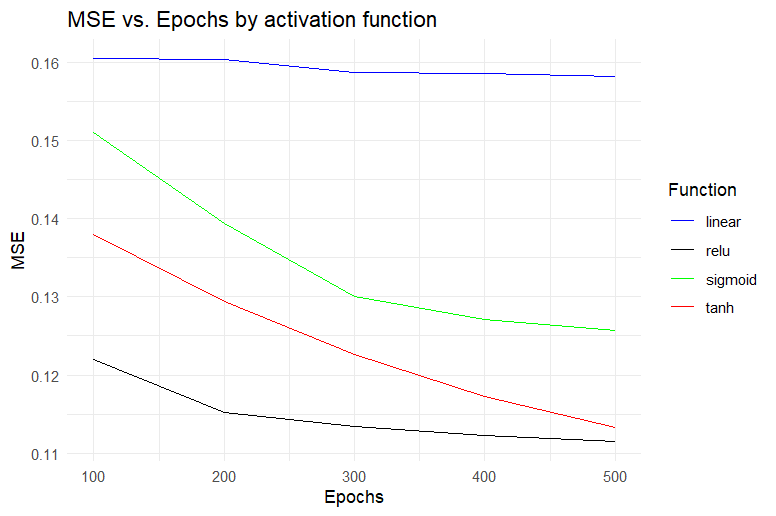 MSE vs. Epochs by activation function
MSE
0.16
0.15
0.14
0.13
0.12
0.11
100 200 300 400 500
Epochs
Function
linear
relu
sigmoid
tanh